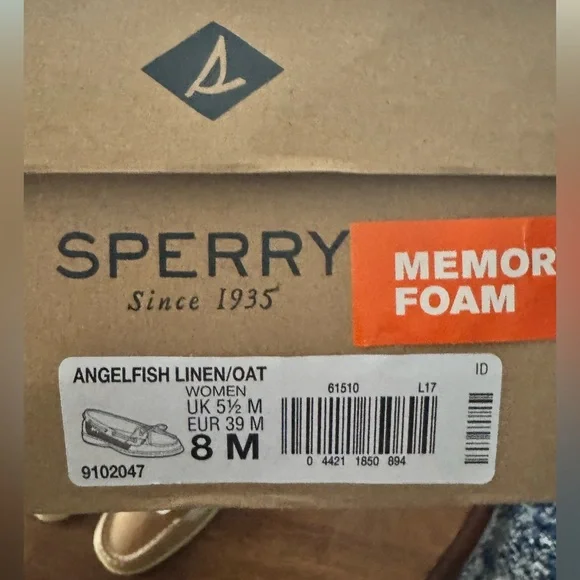 SPERRY
Since 1935
MEMOR
FOAM
ANGELFISH LINEN/OAT
WOMEN
UK 5½ M
EUR 39 M
8 M
9102047
61510 L17
0 4421 1850 894
ID